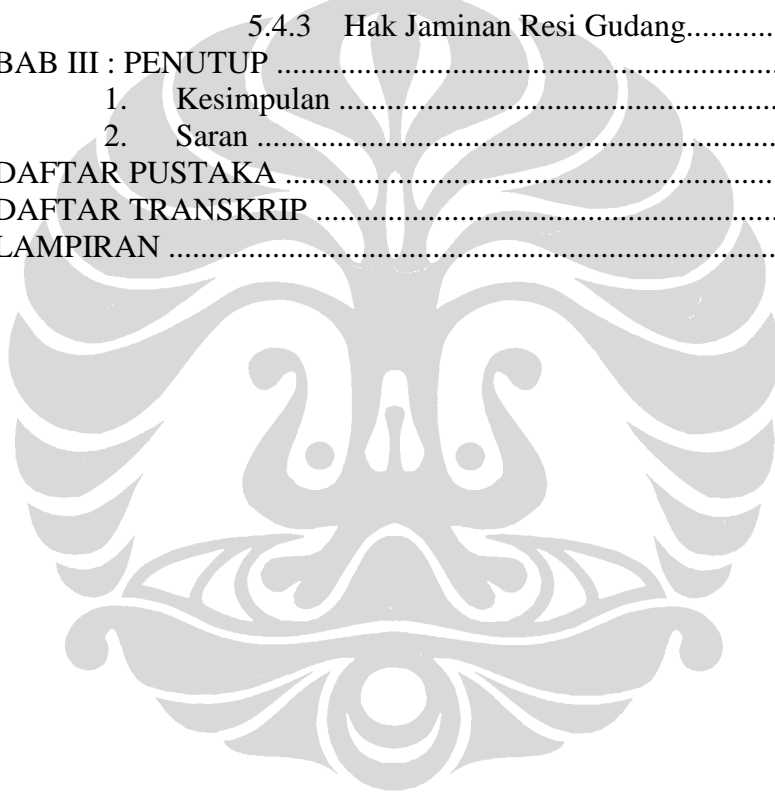 5.4.3 Hak Jaminan Resi Gudang...........
BAB III : PENUTUP ................................................................
1. Kesimpulan .........................................................
2. Saran ...................................................................
DAFTAR PUSTAKA ................................................................
DAFTAR TRANSKRIP ............................................................
LAMPIRAN ...........................................................................